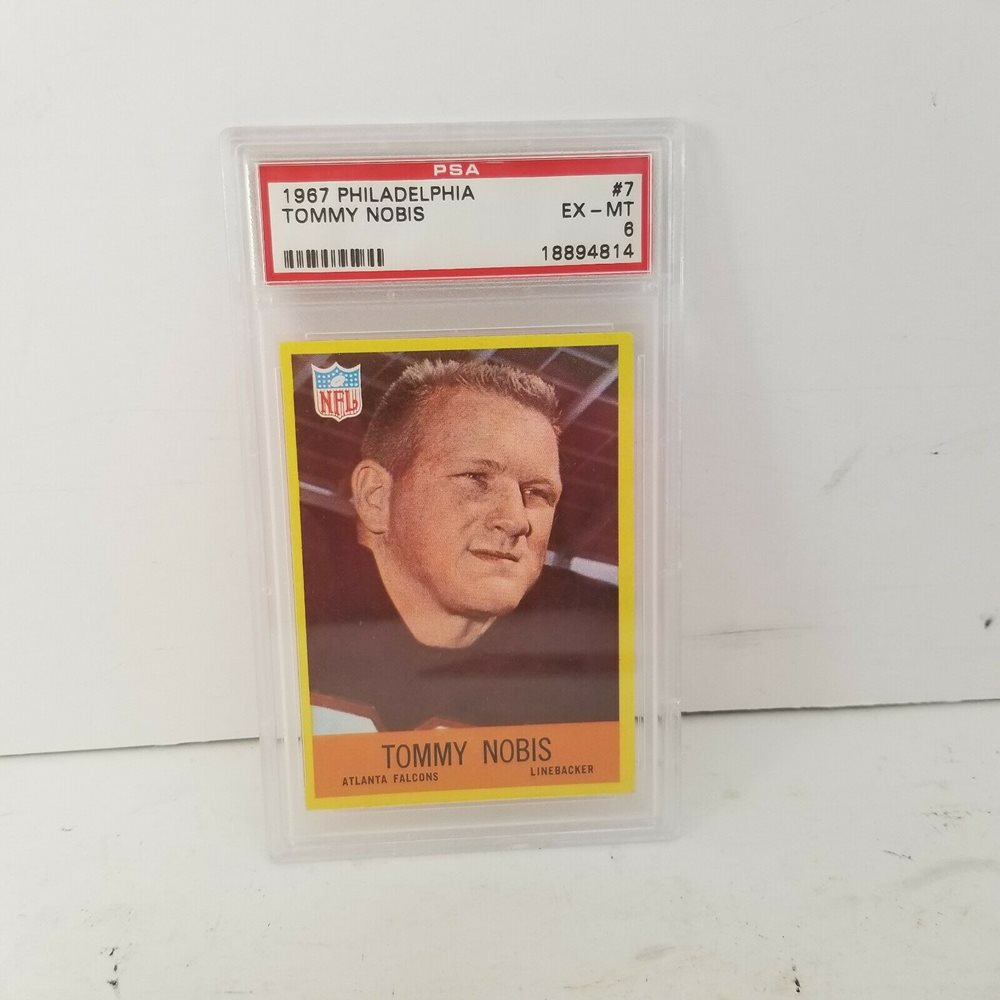 PSA
1967 PHILADELPHIA #7
TOMMY NOBIS EX - MT
6
18894814
NFL
TOMMY NOBIS
ATLANTA FALCONS LINEBACKER